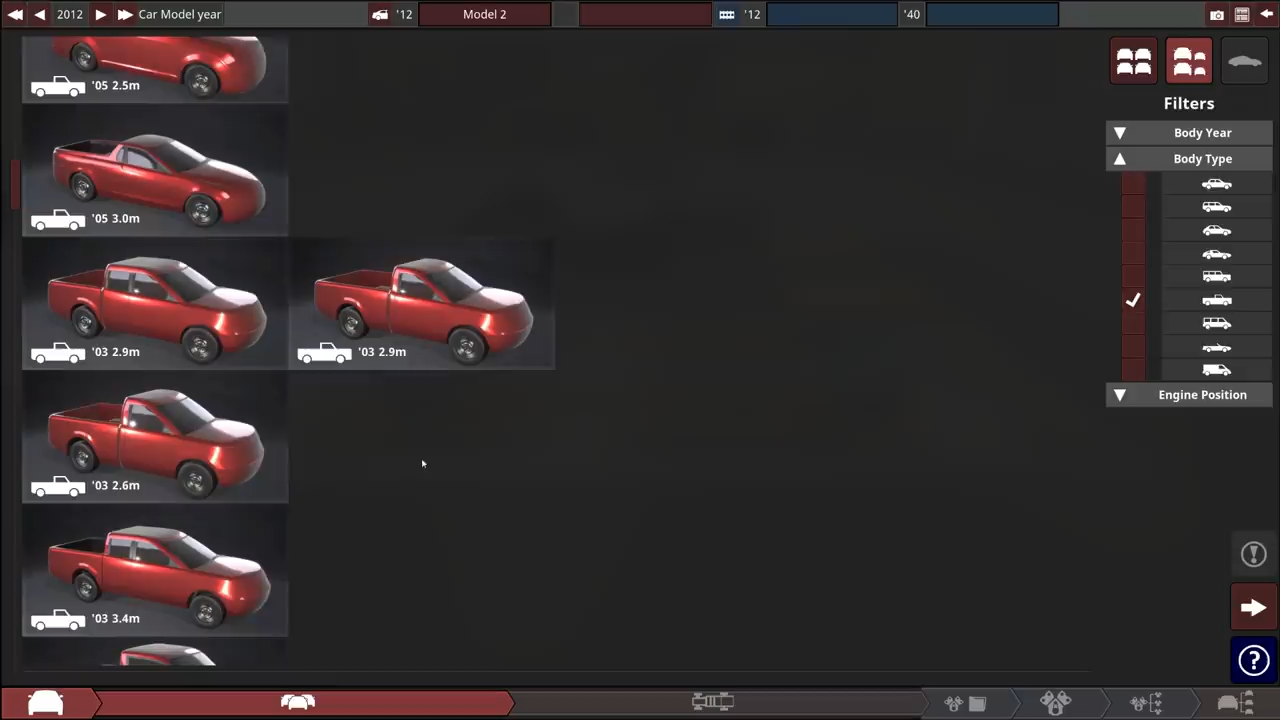 2012 Car Model year '12 Model 2 '12 '40
'05 2.5m
Filters
Body Year
Body Type
'05 3.0m
'03 2.9m '03 2.9m
Engine Position
'03 2.6m
'03 3.4m